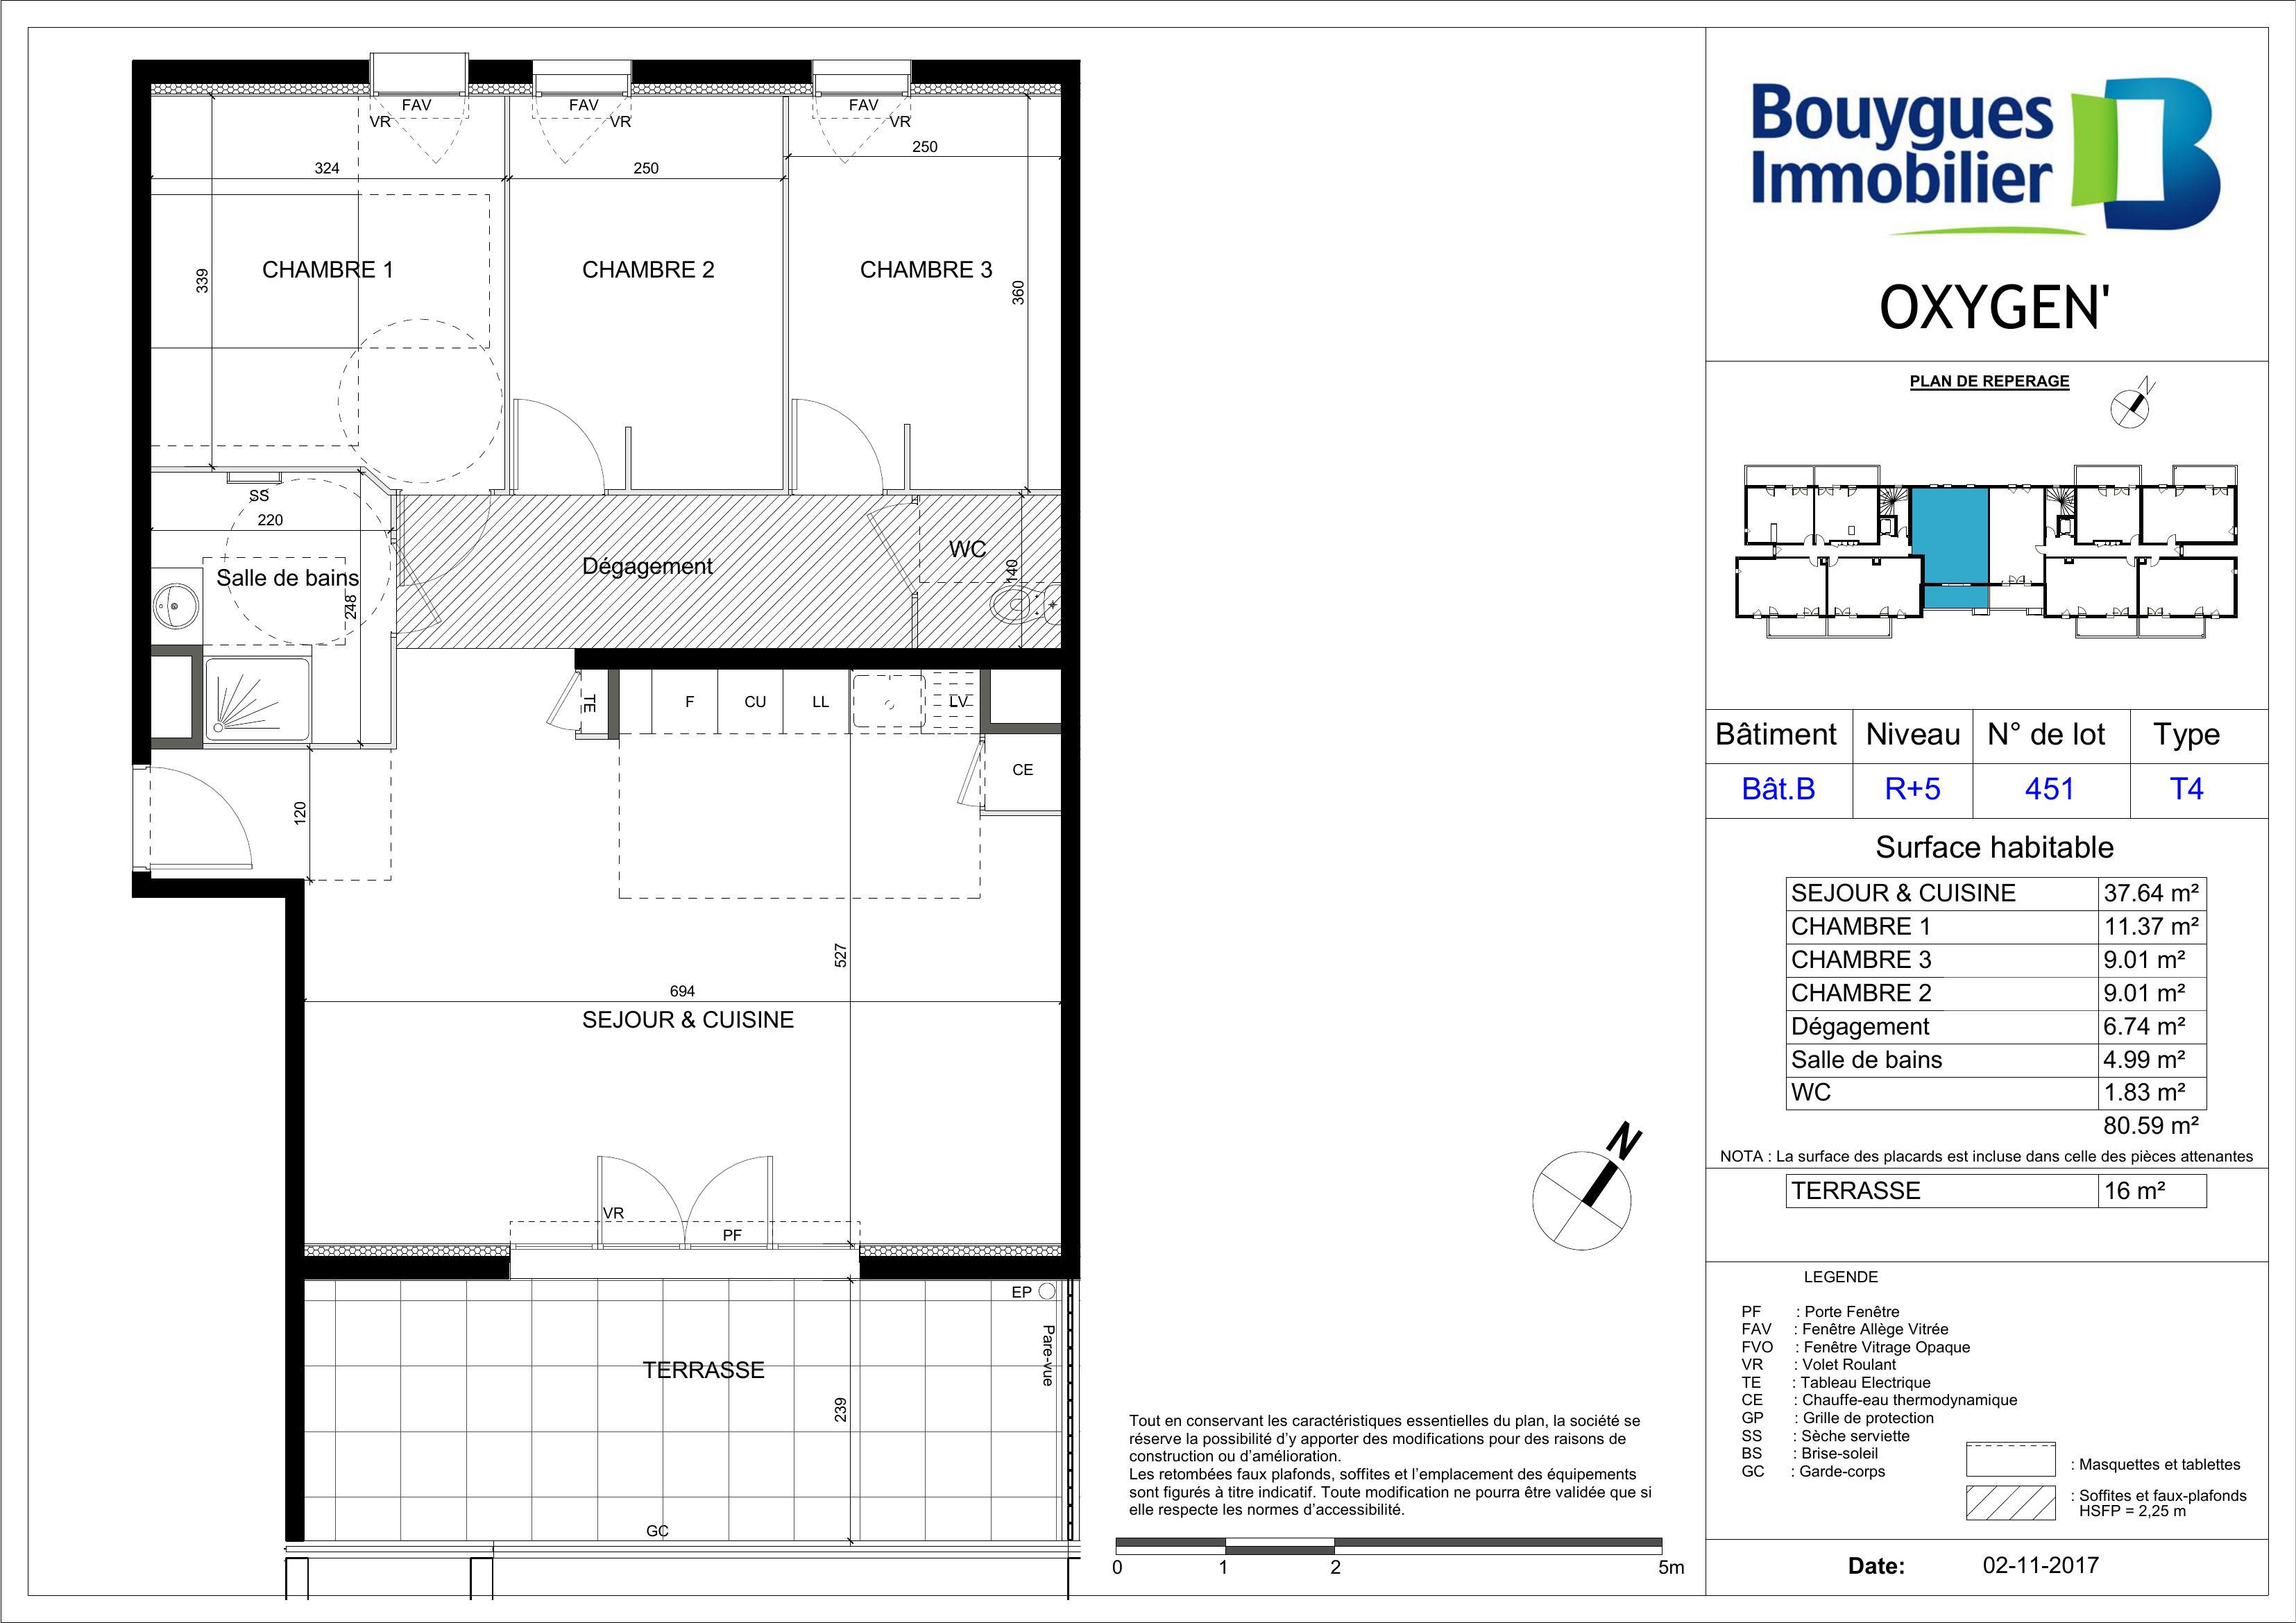 FAV
VR
FAV
VR
FAV
VR
324
250
250
CHAMBRE 1
CHAMBRE 2
CHAMBRE 3
339
360
SS
220
Salle de bains
248
Dégagement
WC
140
TE
F
CU
LL
LV
CE
120
527
694
SEJOUR & CUISINE
VR
PF
EP
Pare-vue
TERRASSE
239
GC
N
Tout en conservant les caractéristiques essentielles du plan, la société se
réserve la possibilité d'y apporter des modifications pour des raisons de
construction ou d'amélioration.
Les retombées faux plafonds, soffites et l'emplacement des équipements
sont figurés à titre indicatif. Toute modification ne pourra être validée que si
elle respecte les normes d'accessibilité.
0 1 2 5m
Bouygues
Immobilier
OXYGEN'
PLAN DE REPERAGE
N
Bâtiment Niveau N° de lot Type
Bât.B R+5 451 T4
Surface habitable
SEJOUR & CUISINE 37.64 m²
CHAMBRE 1 11.37 m²
CHAMBRE 3 9.01 m²
CHAMBRE 2 9.01 m²
Dégagement 6.74 m²
Salle de bains 4.99 m²
WC 1.83 m²
80.59 m²
NOTA : La surface des placards est incluse dans celle des pièces attenantes
TERRASSE 16 m²
LEGENDE
PF : Porte Fenêtre
FAV : Fenêtre Allège Vitrée
FVO : Fenêtre Vitrage Opaque
VR : Volet Roulant
TE : Tableau Electrique
CE : Chauffe-eau thermodynamique
GP : Grille de protection
SS : Sèche serviette
BS : Brise-soleil
GC : Garde-corps
: Masquettes et tablettes
: Soffites et faux-plafonds
HSFP = 2,25 m
Date: 02-11-2017